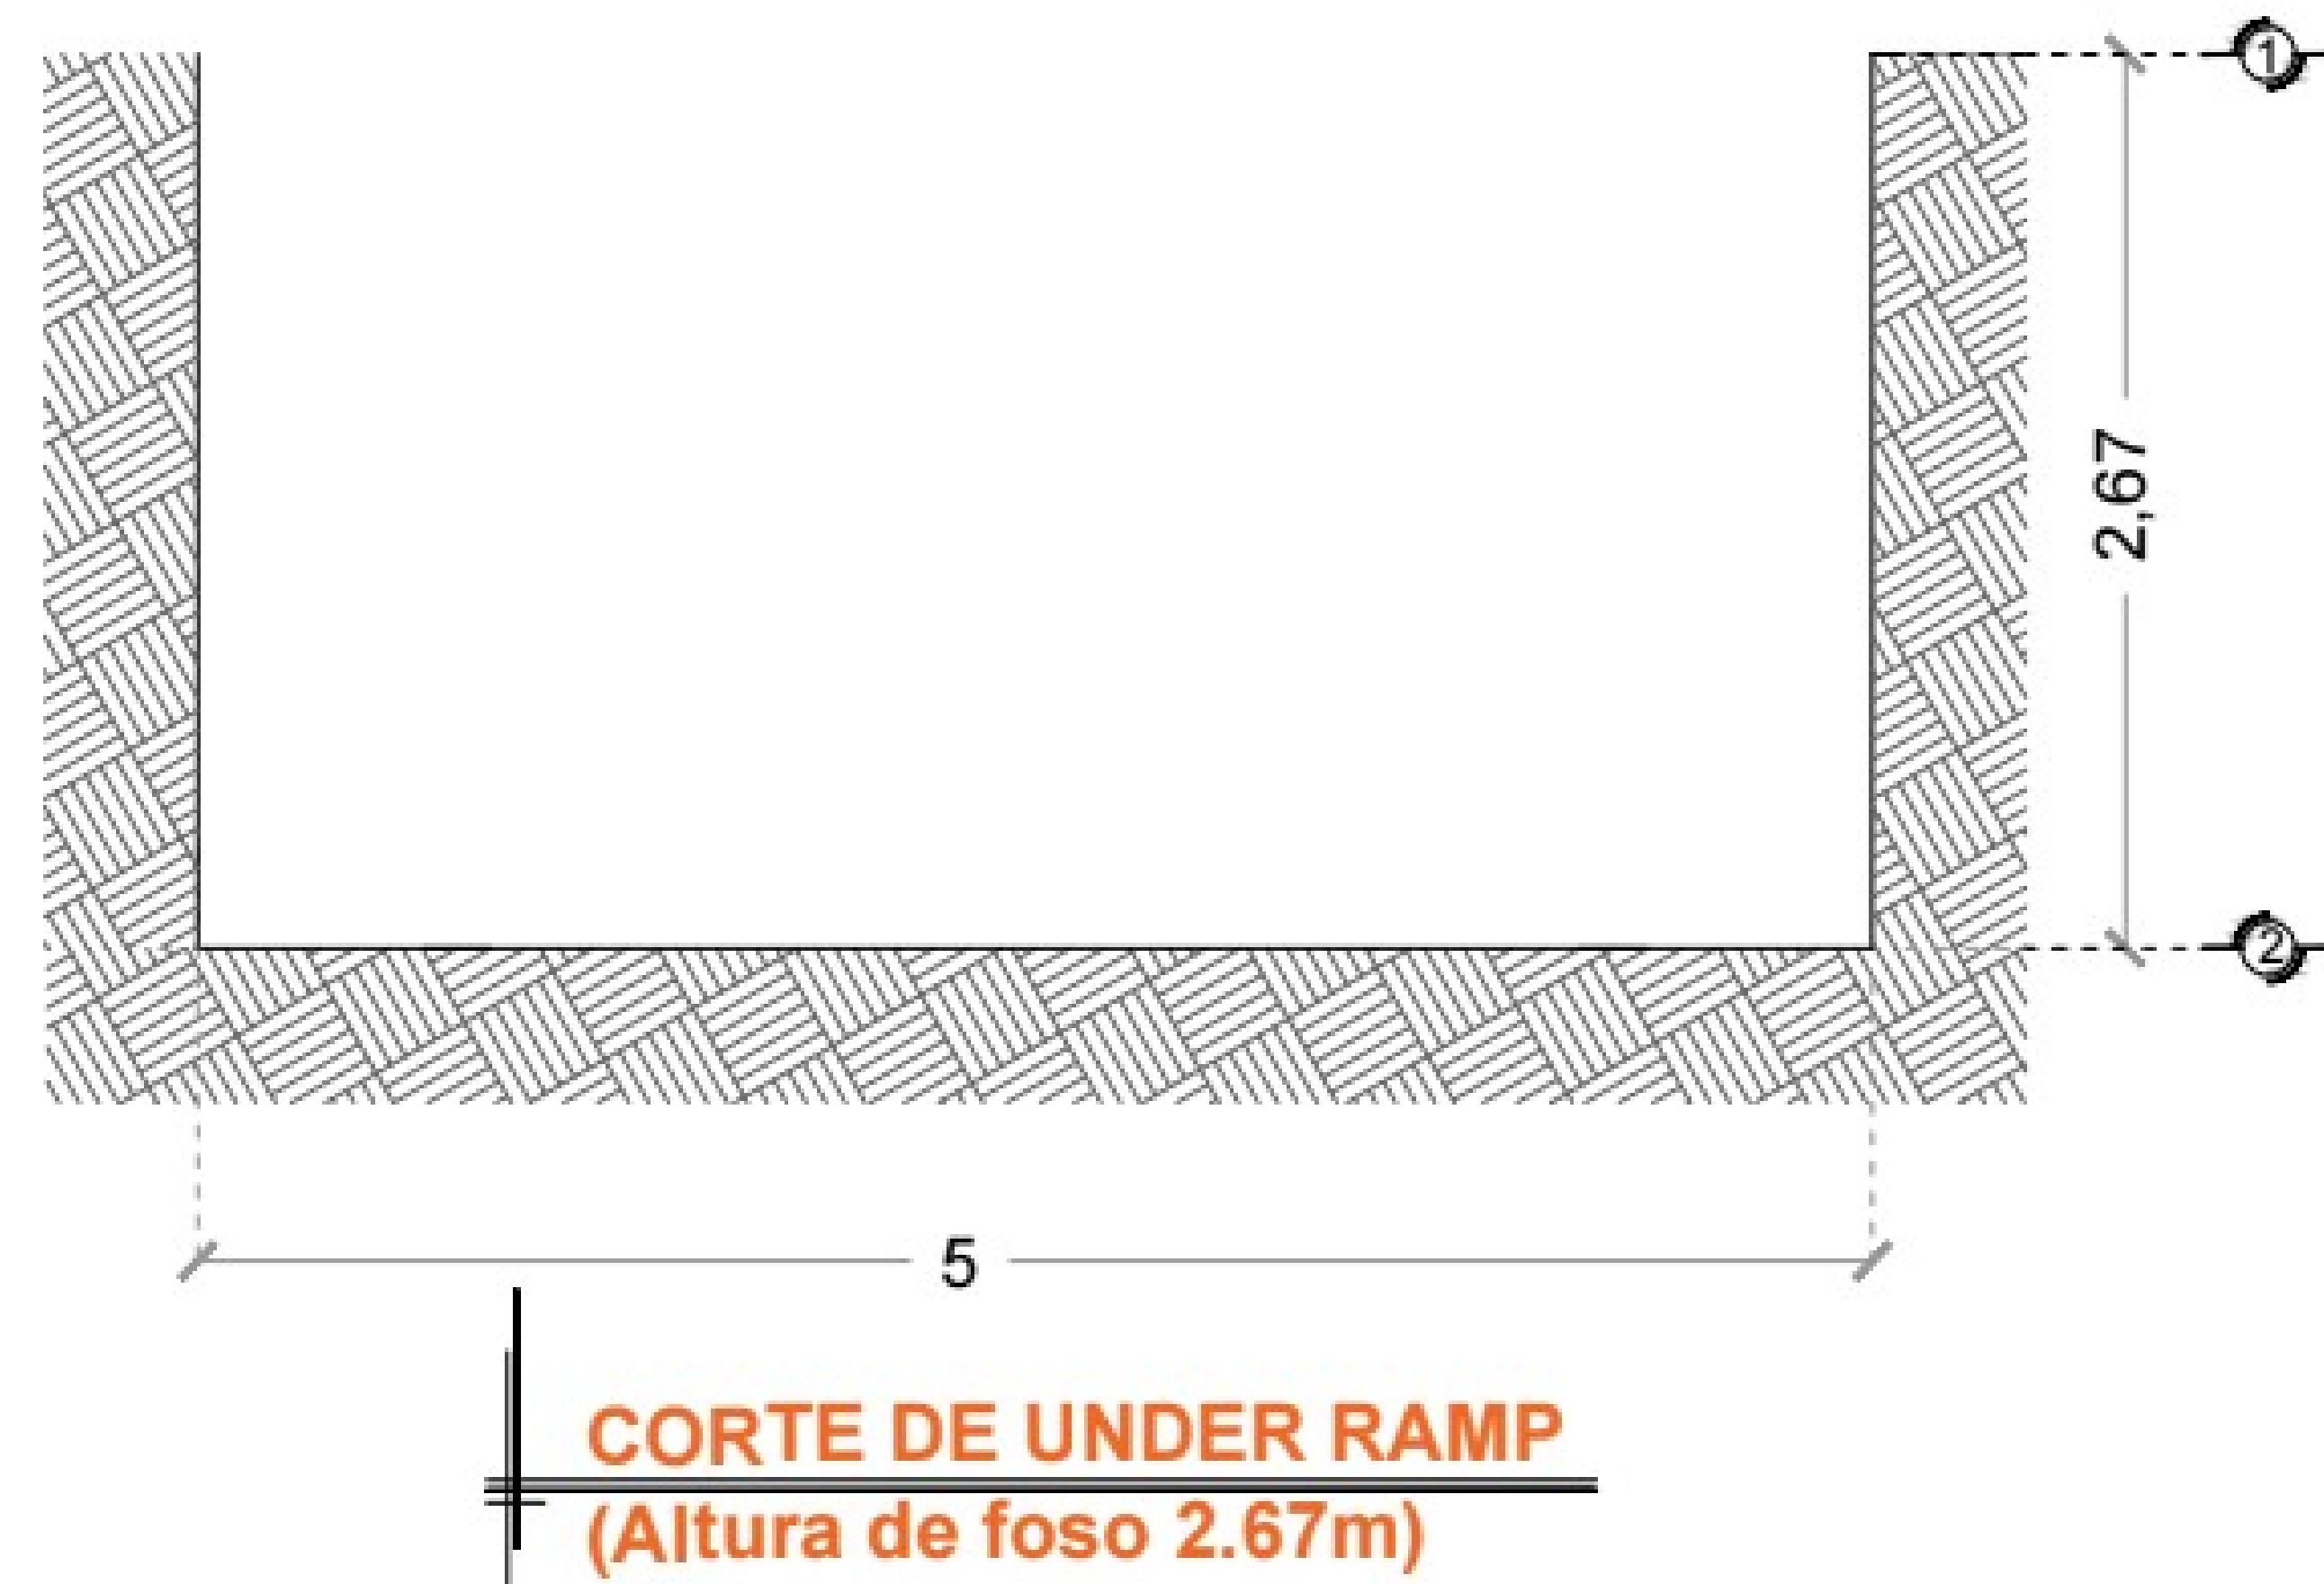 1
2,67
2
5
CORTE DE UNDER RAMP
(Altura de foso 2.67m)